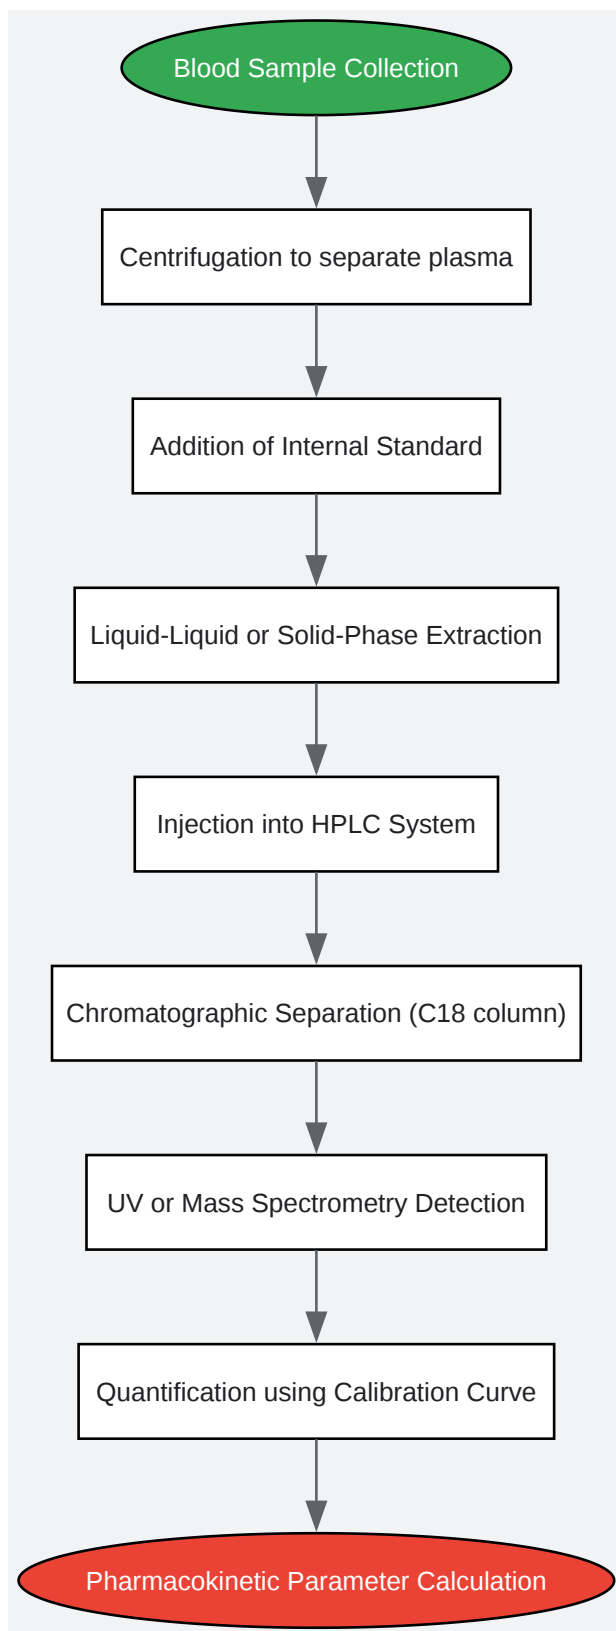 Blood Sample Collection
Centrifugation to separate plasma
Addition of Internal Standard
Liquid-Liquid or Solid-Phase Extraction
Injection into HPLC System
Chromatographic Separation (C18 column)
UV or Mass Spectrometry Detection
Quantification using Calibration Curve
Pharmacokinetic Parameter Calculation